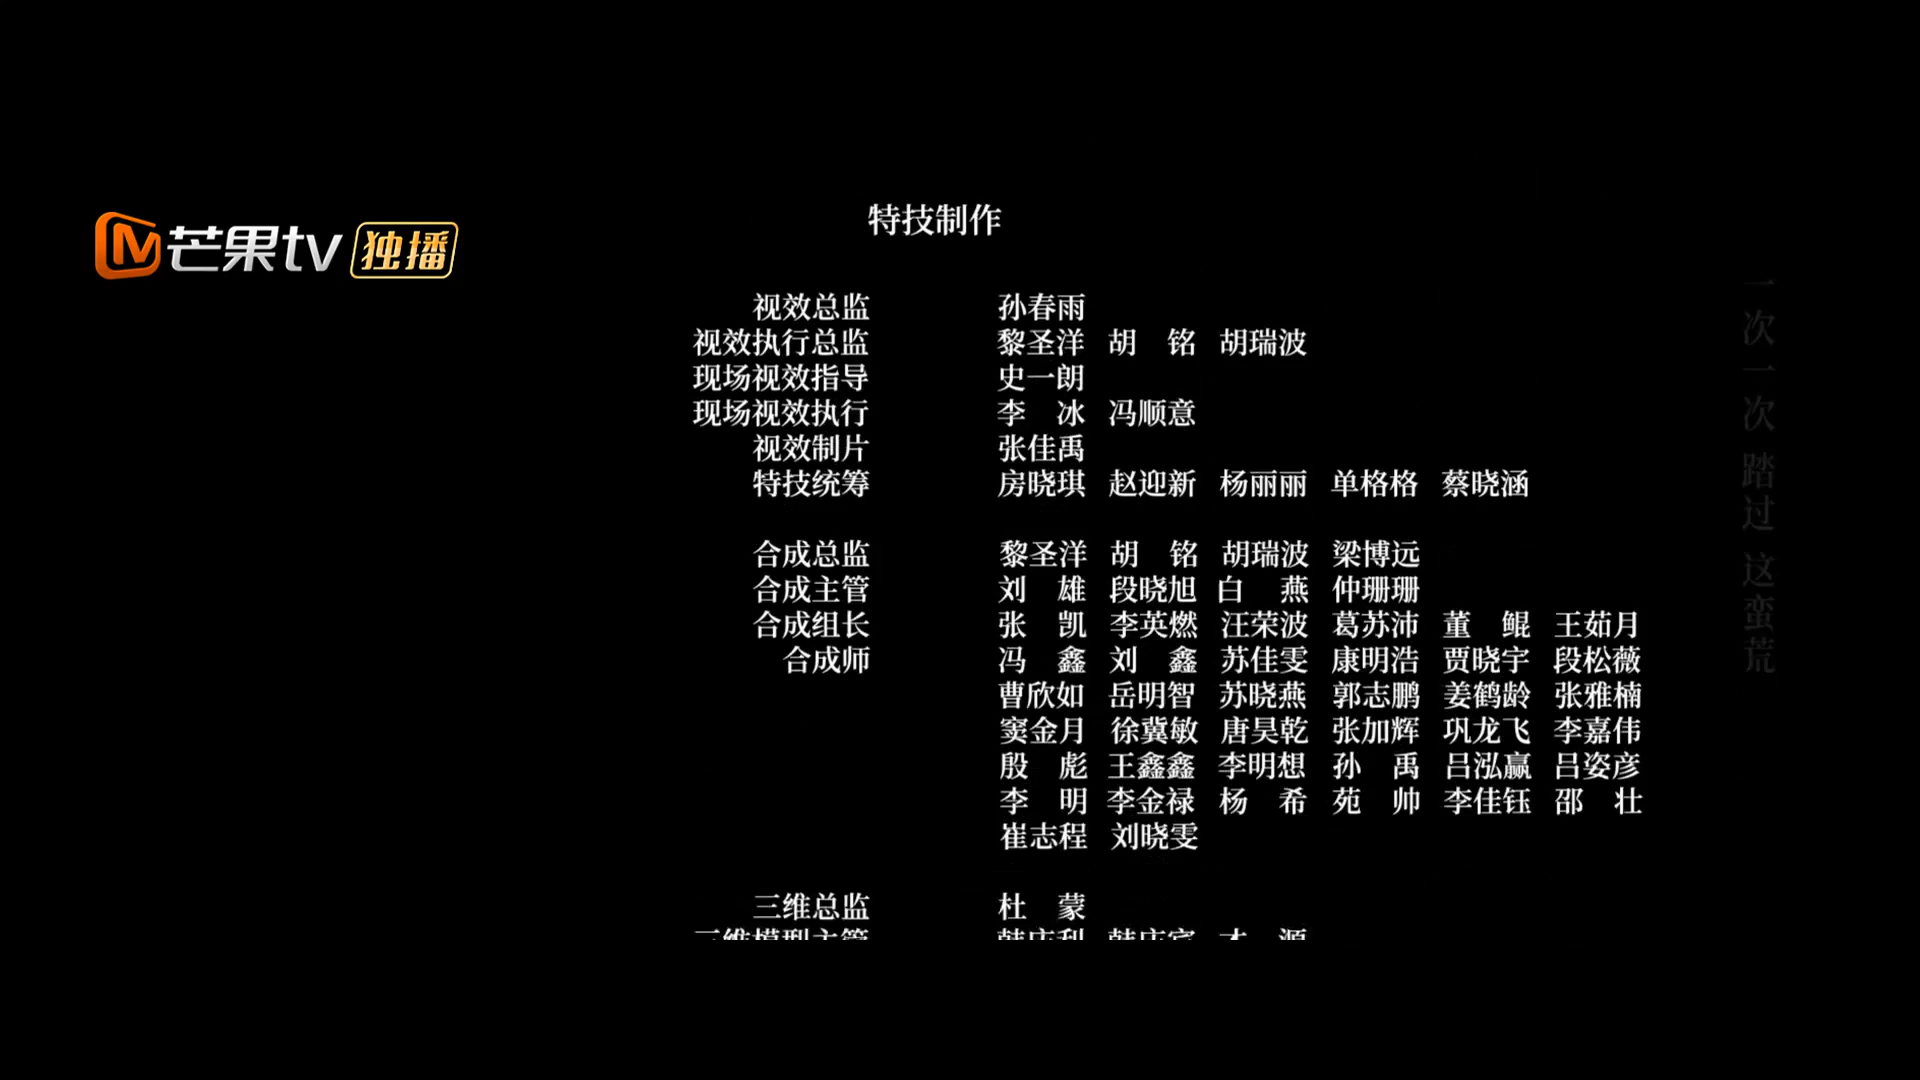 芒果tv 独播
特技制作
视效总监 孙春雨
视效执行总监 黎圣洋 胡 铭 胡瑞波
现场视效指导 史一朗
现场视效执行 李 冰 冯顺意
视效制片 张佳禹
特技统筹 房晓琪 赵迎新 杨丽丽 单格格 蔡晓涵
合成总监 黎圣洋 胡 铭 胡瑞波 梁博远
合成主管 刘 雄 段晓旭 白 燕 仲珊珊
合成组长 张 凯 李英燃 汪荣波 葛苏沛 董 鲲 王茹月
合成师 冯 鑫 刘 鑫 苏佳雯 康明浩 贾晓宇 段松薇
曹欣如 岳明智 苏晓燕 郭志鹏 姜鹤龄 张雅楠
窦金月 徐冀敏 唐昊乾 张加辉 巩龙飞 李嘉伟
殷 彪 王鑫鑫 李明想 孙 禹 吕泓赢 吕姿彦
李 明 李金禄 杨 希 苑 帅 李佳钰 邵 壮
崔志程 刘晓雯
三维总监 杜 蒙
三维模型主管
一次一次 踏过 这蛮荒